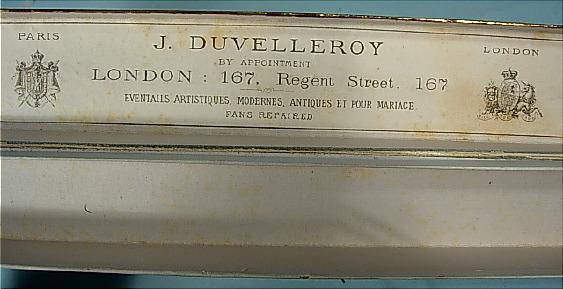 PARIS
J. DUVELLEROY
LONDON
BY APPOINTMENT
LONDON : 167, Regent Street. 167
EVENTAILS ARTISTIQUES, MODERNES, ANTIQUES ET POUR MARIAGE
FANS REPAIRED